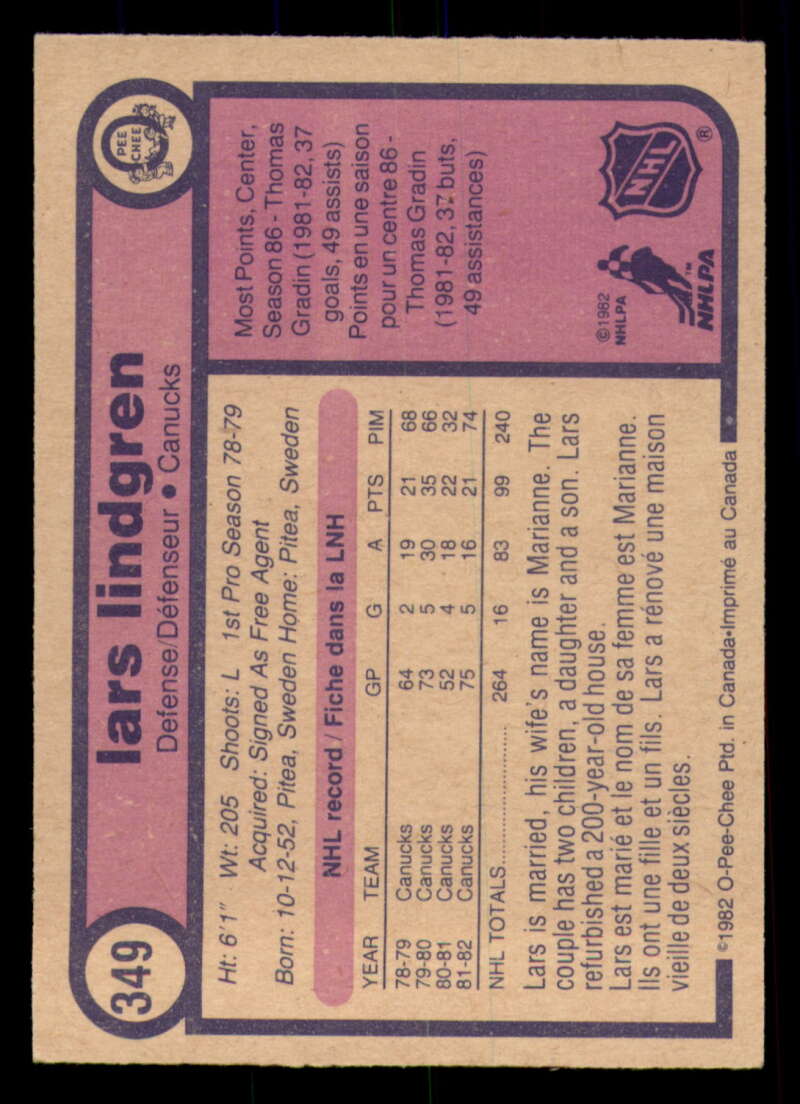 349
lars lindgren
Defense/Défenseur • Canucks
O
PEE
CHEE
Ht: 6'1" Wt: 205 Shoots: L 1st Pro Season 78-79
Acquired: Signed As Free Agent
Born: 10-12-52, Pitea, Sweden Home: Pitea, Sweden
NHL record / Fiche dans la LNH
YEAR TEAM GP G A PTS PIM
78-79 Canucks 64 2 19 21 68
79-80 Canucks 73 5 30 35 66
80-81 Canucks 52 4 18 22 32
81-82 Canucks 75 5 16 21 74
NHL TOTALS.................... 264 16 83 99 240
Lars is married, his wife's name is Marianne. The
couple has two children, a daughter and a son. Lars
refurbished a 200-year-old house.
Lars est marié et le nom de sa femme est Marianne.
Ils ont une fille et un fils. Lars a rénové une maison
vieille de deux siècles.
Most Points, Center,
Season 86 - Thomas
Gradin (1981-82, 37
goals, 49 assists)
Points en une saison
pour un centre 86 -
Thomas Gradin
(1981-82, 37 buts,
49 assistances)
©1982
NHLPA
NHLPA™
NHL®
©1982 O-Pee-Chee Ptd. in Canada•Imprimé au Canada